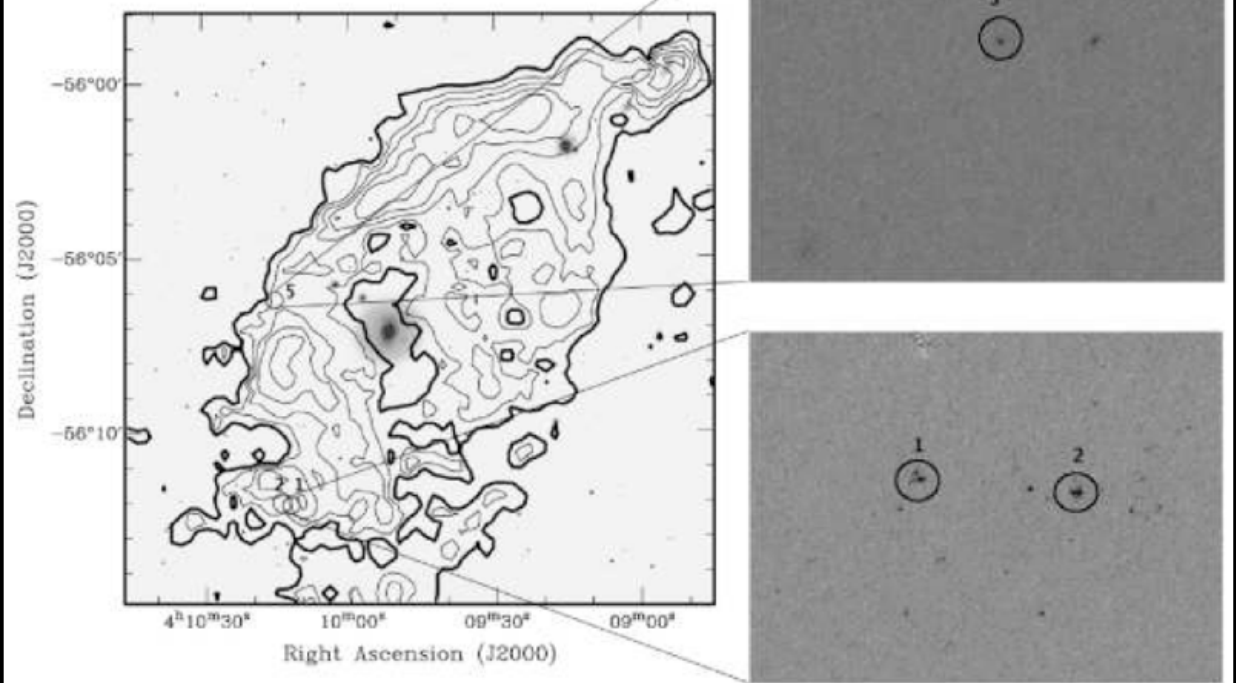 −56°00′
−56°05′
−56°10′
Declination (J2000)
5
2 1
4ʰ10ᵐ30ˢ 10ᵐ00ˢ 09ᵐ30ˢ 09ᵐ00ˢ
Right Ascension (J2000)
1
2